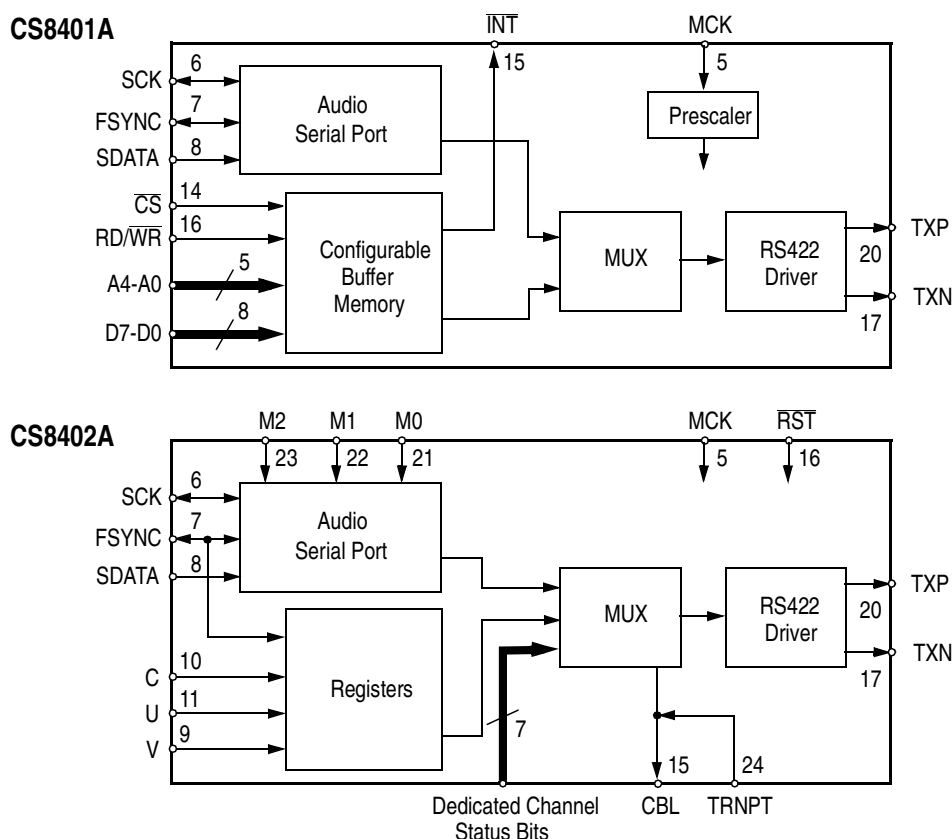 CS8401A
INT
MCK
15
5
SCK
6
FSYNC
7
SDATA
8
Audio
Serial Port
Prescaler
CS
14
RD/WR
16
A4-A0
5
D7-D0
8
Configurable
Buffer
Memory
MUX
RS422
Driver
TXP
20
TXN
17
CS8402A
M2
M1
M0
MCK
RST
23
22
21
5
16
SCK
6
FSYNC
7
SDATA
8
Audio
Serial Port
MUX
RS422
Driver
TXP
20
TXN
17
C
10
U
11
V
9
Registers
7
15
24
Dedicated Channel
Status Bits
CBL
TRNPT